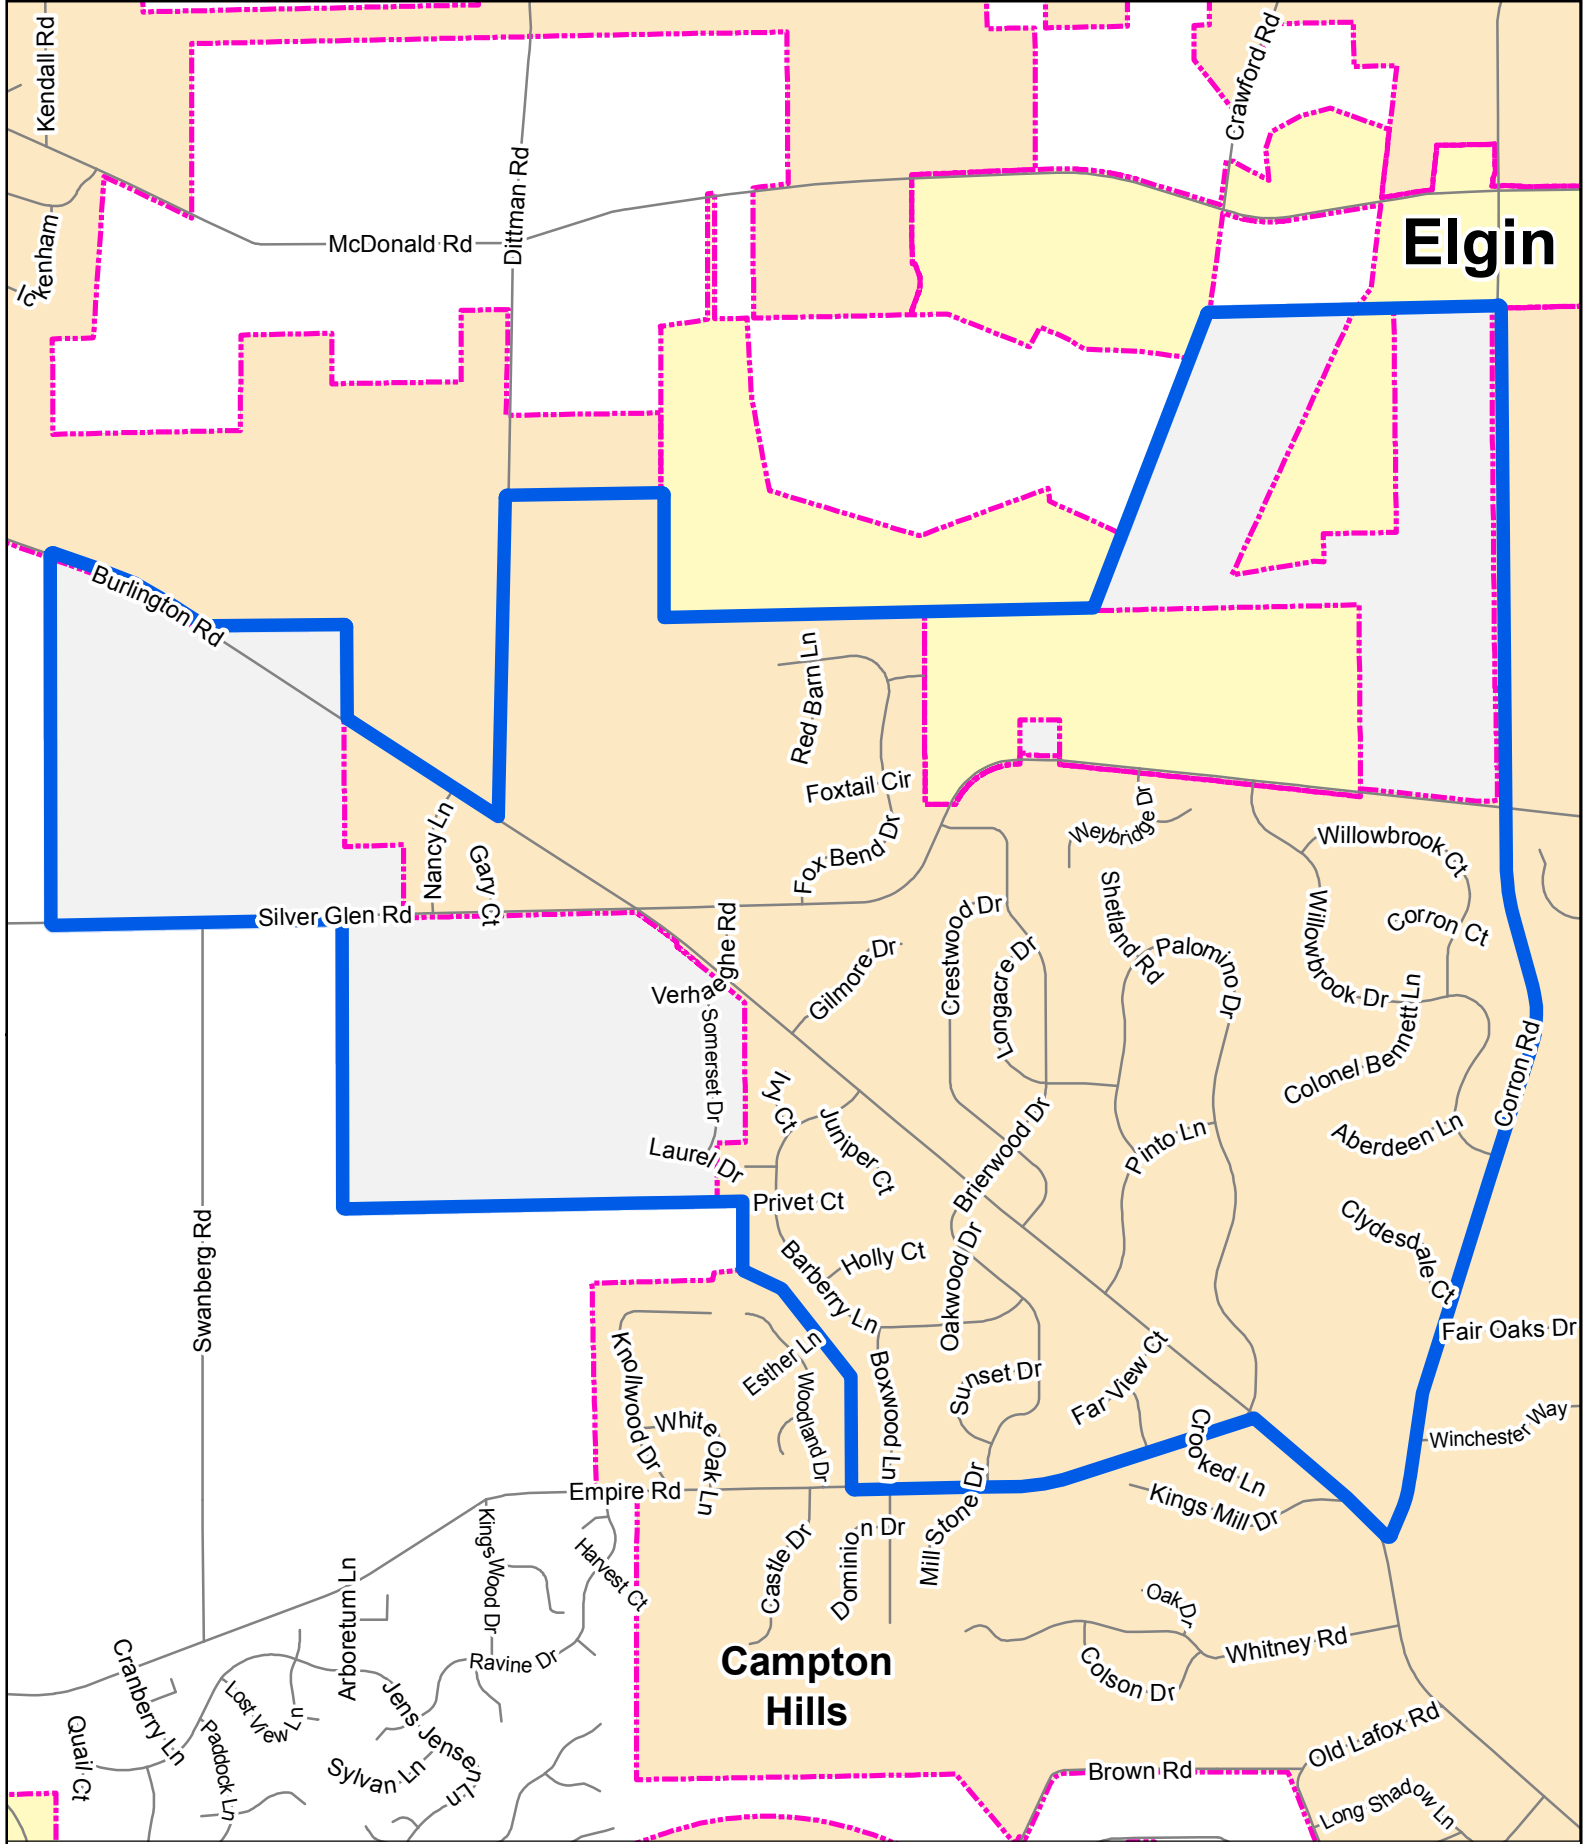 Kendall Rd
Crawford Rd
Dittman Rd
McDonald Rd
Ickenham
Elgin
Burlington Rd
Red Barn Ln
Foxtail Cir
Fox Bend Dr
Nancy Ln
Gary Ct
Silver Glen Rd
Weybridge Dr
Willowbrook Ct
Shetland Rd
Palomino Dr
Willowbrook Dr
Corron Ct
Crestwood Dr
Longacre Dr
Gilmore Dr
Verhaeghe Rd
Somerset Dr
Colonel Bennett Ln
Corron Rd
Aberdeen Ln
Ivy Ct
Juniper Ct
Brierwood Dr
Pinto Ln
Laurel Dr
Privet Ct
Clydesdale Ct
Swanberg Rd
Holly Ct
Barberry Ln
Oakwood Dr
Fair Oaks Dr
Knollwood Dr
Esther Ln
Woodland Dr
Boxwood Ln
Sunset Dr
Far View Ct
White Oak Ln
Crooked Ln
Winchester Way
Empire Rd
Kings Mill Dr
Mill Stone Dr
Kings Wood Dr
Harvest Ct
Castle Dr
Dominion Dr
Arboretum Ln
Oak Dr
Whitney Rd
Colson Dr
Cranberry Ln
Ravine Dr
Campton
Hills
Lost View Ln
Jens Jensen Ln
Quail Ct
Paddock Ln
Sylvan Ln
Old Lafox Rd
Brown Rd
Long Shadow Ln